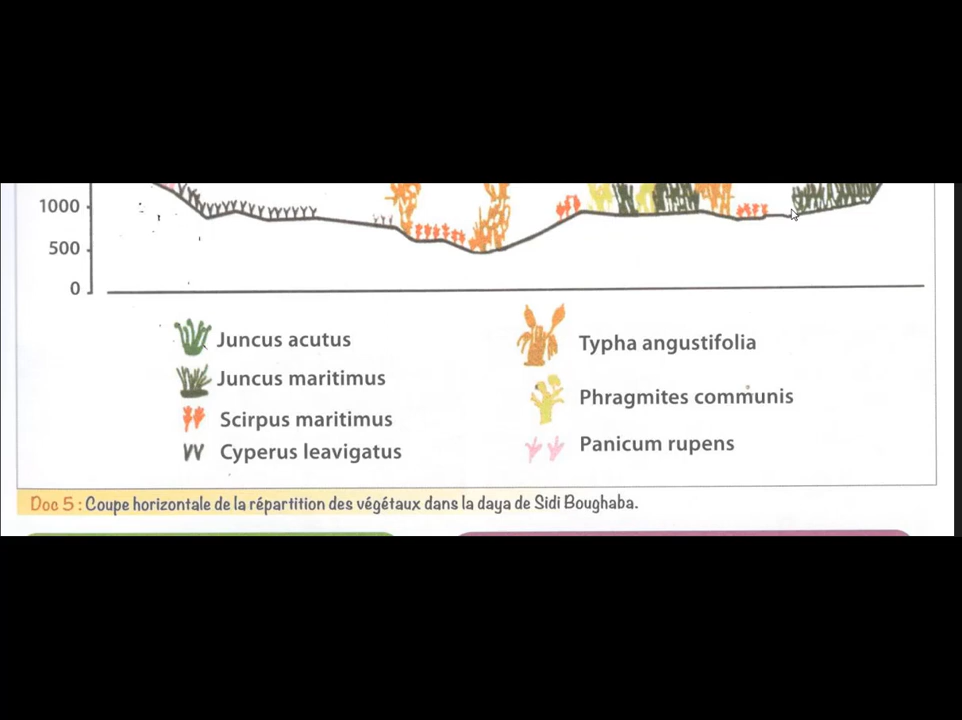 1000
500
0
Juncus acutus
Typha angustifolia
Juncus maritimus
Phragmites communis
Scirpus maritimus
Panicum rupens
Cyperus leavigatus
Doc 5 : Coupe horizontale de la répartition des végétaux dans la daya de Sidi Boughaba.